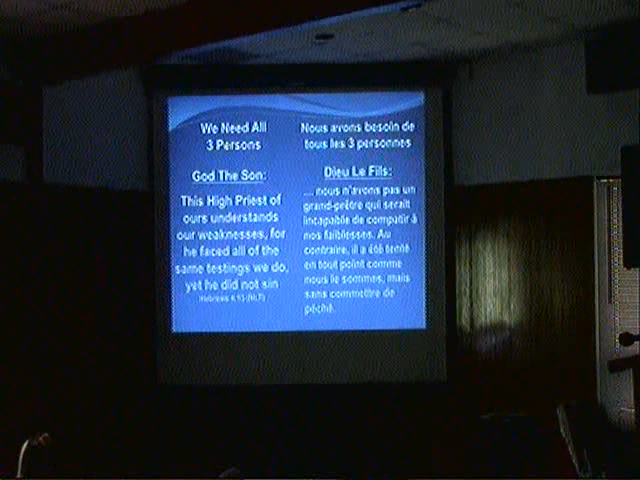 We Need All
3 Persons
God The Son:
This High Priest of
ours understands
our weaknesses, for
he faced all of the
same testings we do,
yet he did not sin
Hebrews 4:15 (NLT)
Nous avons besoin de
tous les 3 personnes
Dieu Le Fils:
... nous n'avons pas un
grand-prêtre qui serait
incapable de compatir à
nos faiblesses. Au
contraire, il a été tenté
en tout point comme
nous le sommes, mais
sans commettre de
péché.